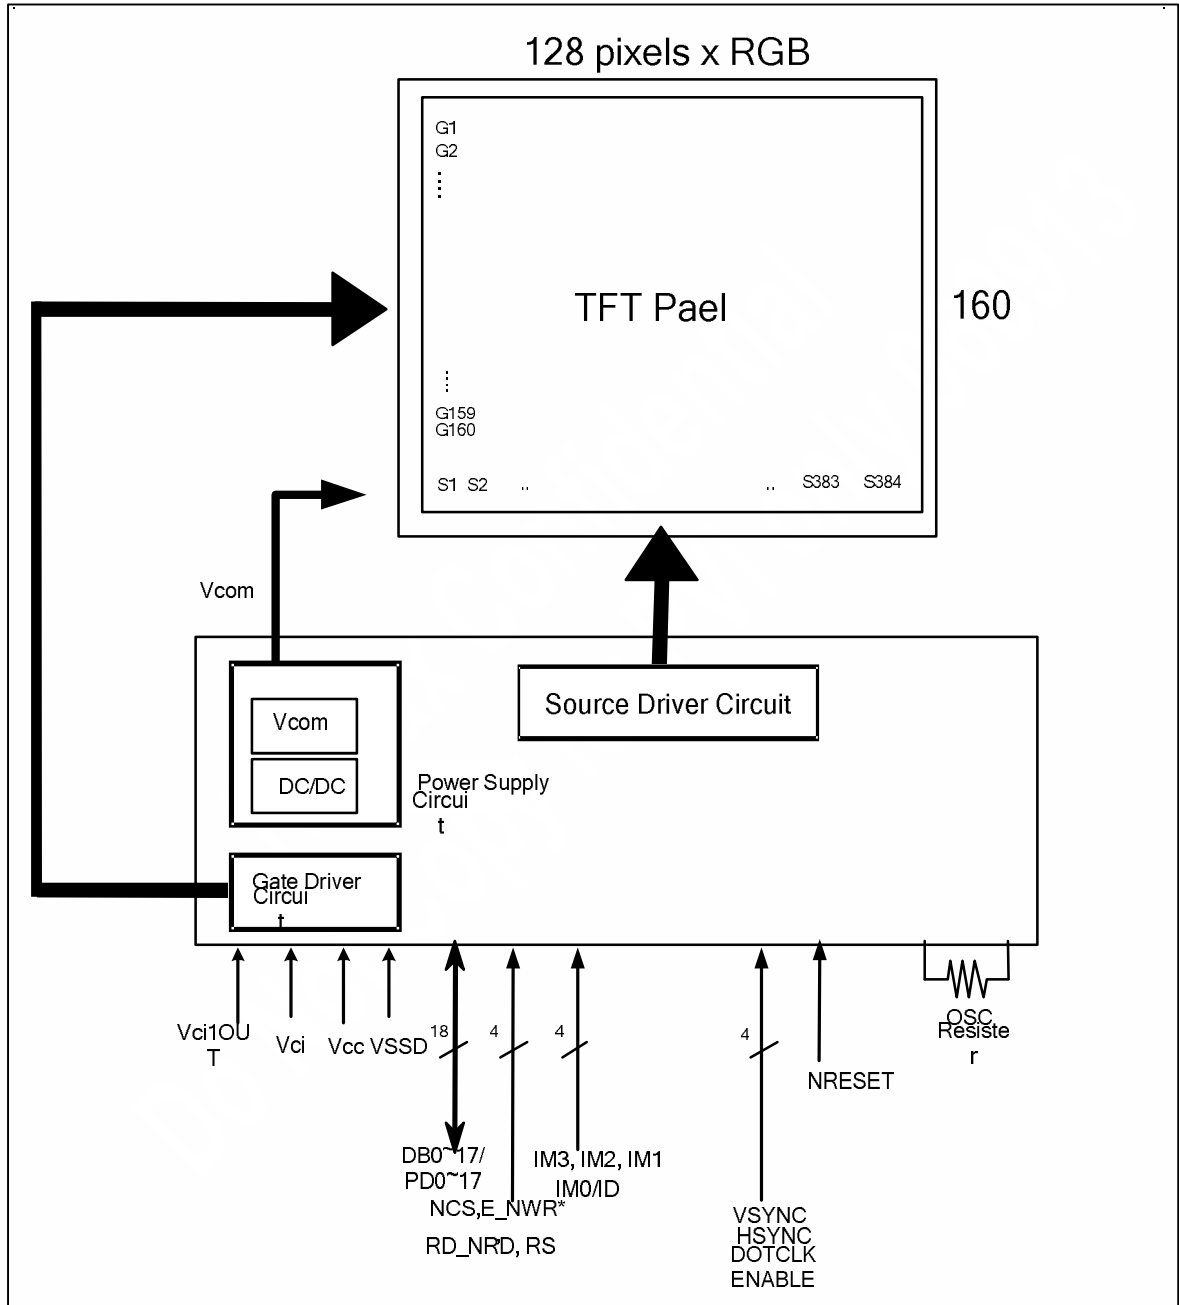 128 pixels x RGB
G1
G2
TFT Pael
160
G159
G160
S1 S2 .. .. S383 S384
Vcom
Source Driver Circuit
Vcom
DC/DC
Power Supply
Circui
t
Gate Driver
Circui
t
Vci1OU
T
Vci
Vcc
VSSD
18
4
4
4
OSC
Resiste
r
NRESET
DB0~17/
PD0~17
IM3, IM2, IM1
IM0/ID
NCS,E_NWR*
RD_NRD, RS
VSYNC
HSYNC
DOTCLK
ENABLE